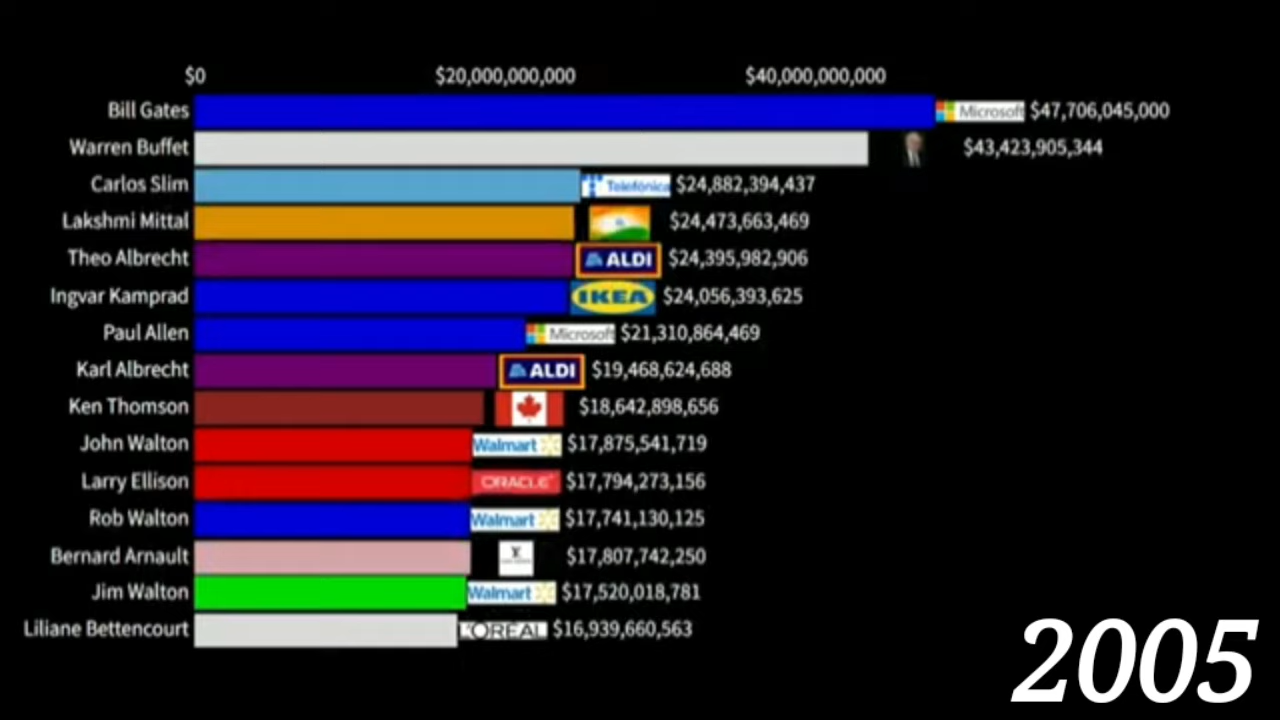 $0 $20,000,000,000 $40,000,000,000
Bill Gates Microsoft $47,706,045,000
Warren Buffet $43,423,905,344
Carlos Slim Telefónica $24,882,394,437
Lakshmi Mittal $24,473,663,469
Theo Albrecht ALDI $24,395,982,906
Ingvar Kamprad IKEA $24,056,393,625
Paul Allen Microsoft $21,310,864,469
Karl Albrecht ALDI $19,468,624,688
Ken Thomson $18,642,898,656
John Walton Walmart $17,875,541,719
Larry Ellison ORACLE $17,794,273,156
Rob Walton Walmart $17,741,130,125
Bernard Arnault $17,807,742,250
Jim Walton Walmart $17,520,018,781
Liliane Bettencourt L'ORÉAL $16,939,660,563
2005